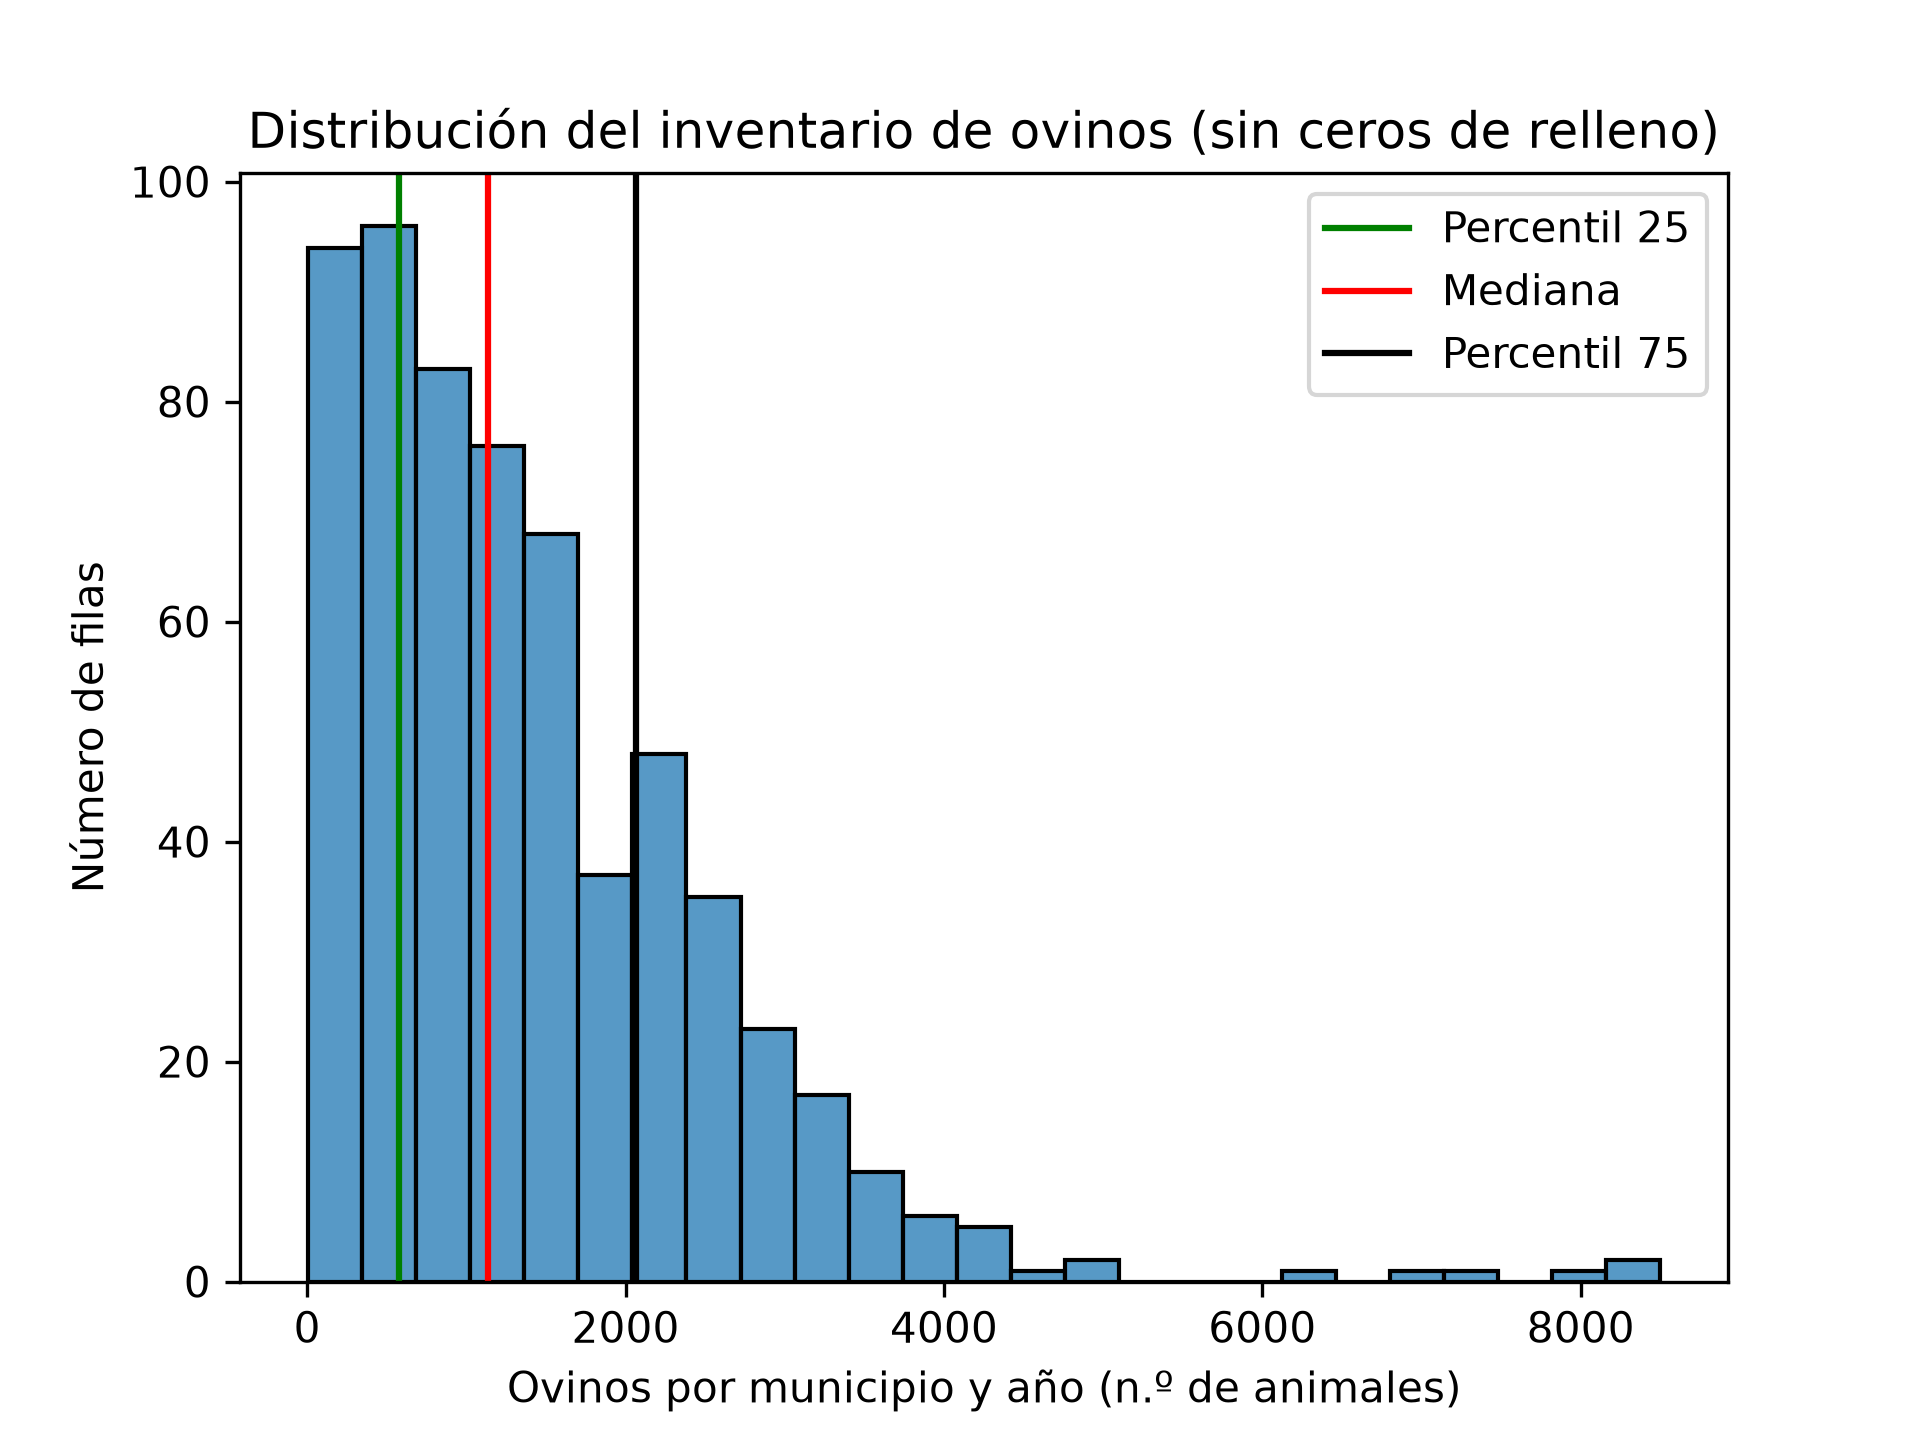 Distribución del inventario de ovinos (sin ceros de relleno)
Percentil 25
Mediana
Percentil 75
Número de filas
100
80
60
40
20
0
0 2000 4000 6000 8000
Ovinos por municipio y año (n.º de animales)